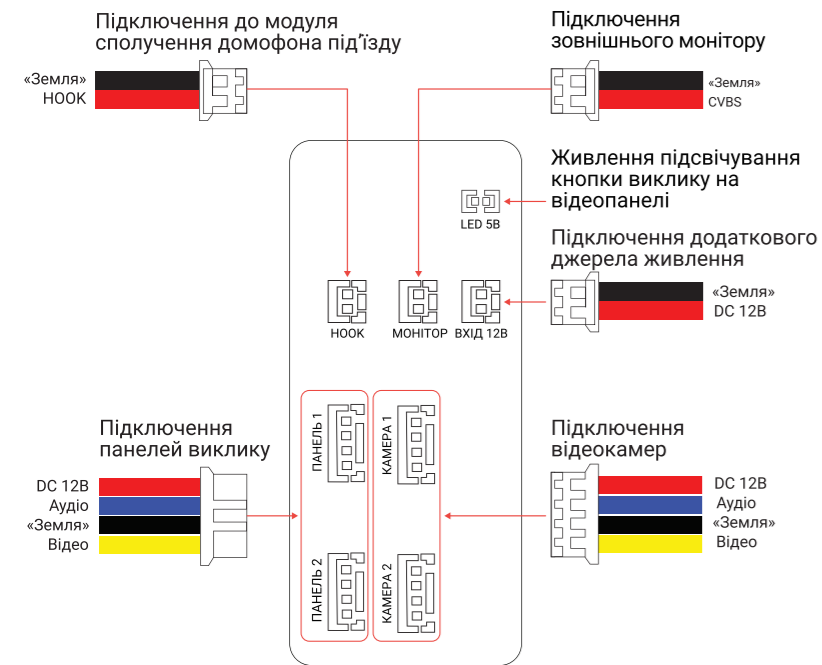 Підключення до модуля
сполучення домофона під'їзду
«Земля»
HOOK
Підключення
зовнішнього монітору
«Земля»
CVBS
Живлення підсвічування
кнопки виклику на
відеопанелі
LED 5В
Підключення додаткового
джерела живлення
«Земля»
DC 12В
HOOK
МОНІТОР
ВХІД 12В
Підключення
панелей виклику
DC 12В
Аудіо
«Земля»
Відео
ПАНЕЛЬ 1
КАМЕРА 1
ПАНЕЛЬ 2
КАМЕРА 2
Підключення
відеокамер
DC 12В
Аудіо
«Земля»
Відео